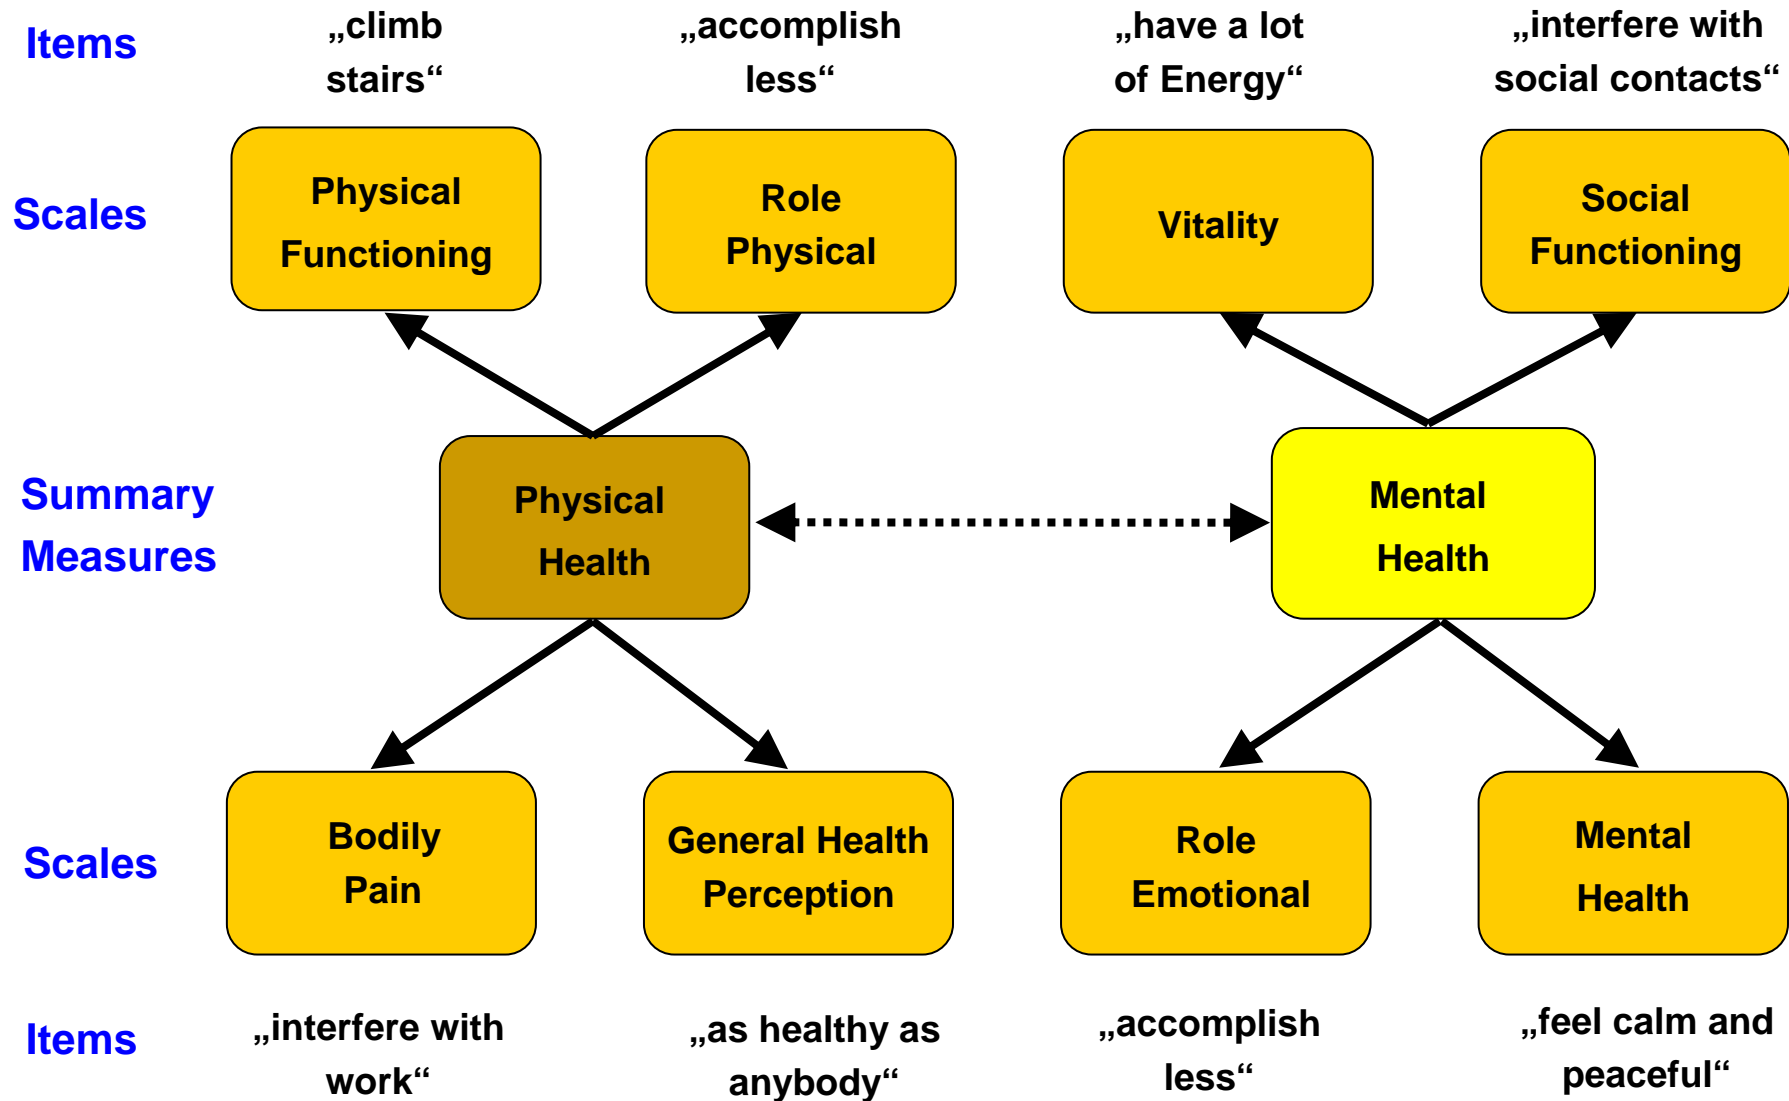 Items
„climb
stairs“
„accomplish
less“
„have a lot
of Energy“
„interfere with
social contacts“
Scales
Physical
Functioning
Role
Physical
Vitality
Social
Functioning
Summary
Measures
Physical
Health
Mental
Health
Scales
Bodily
Pain
General Health
Perception
Role
Emotional
Mental
Health
Items
„interfere with
work“
„as healthy as
anybody“
„accomplish
less“
„feel calm and
peaceful“